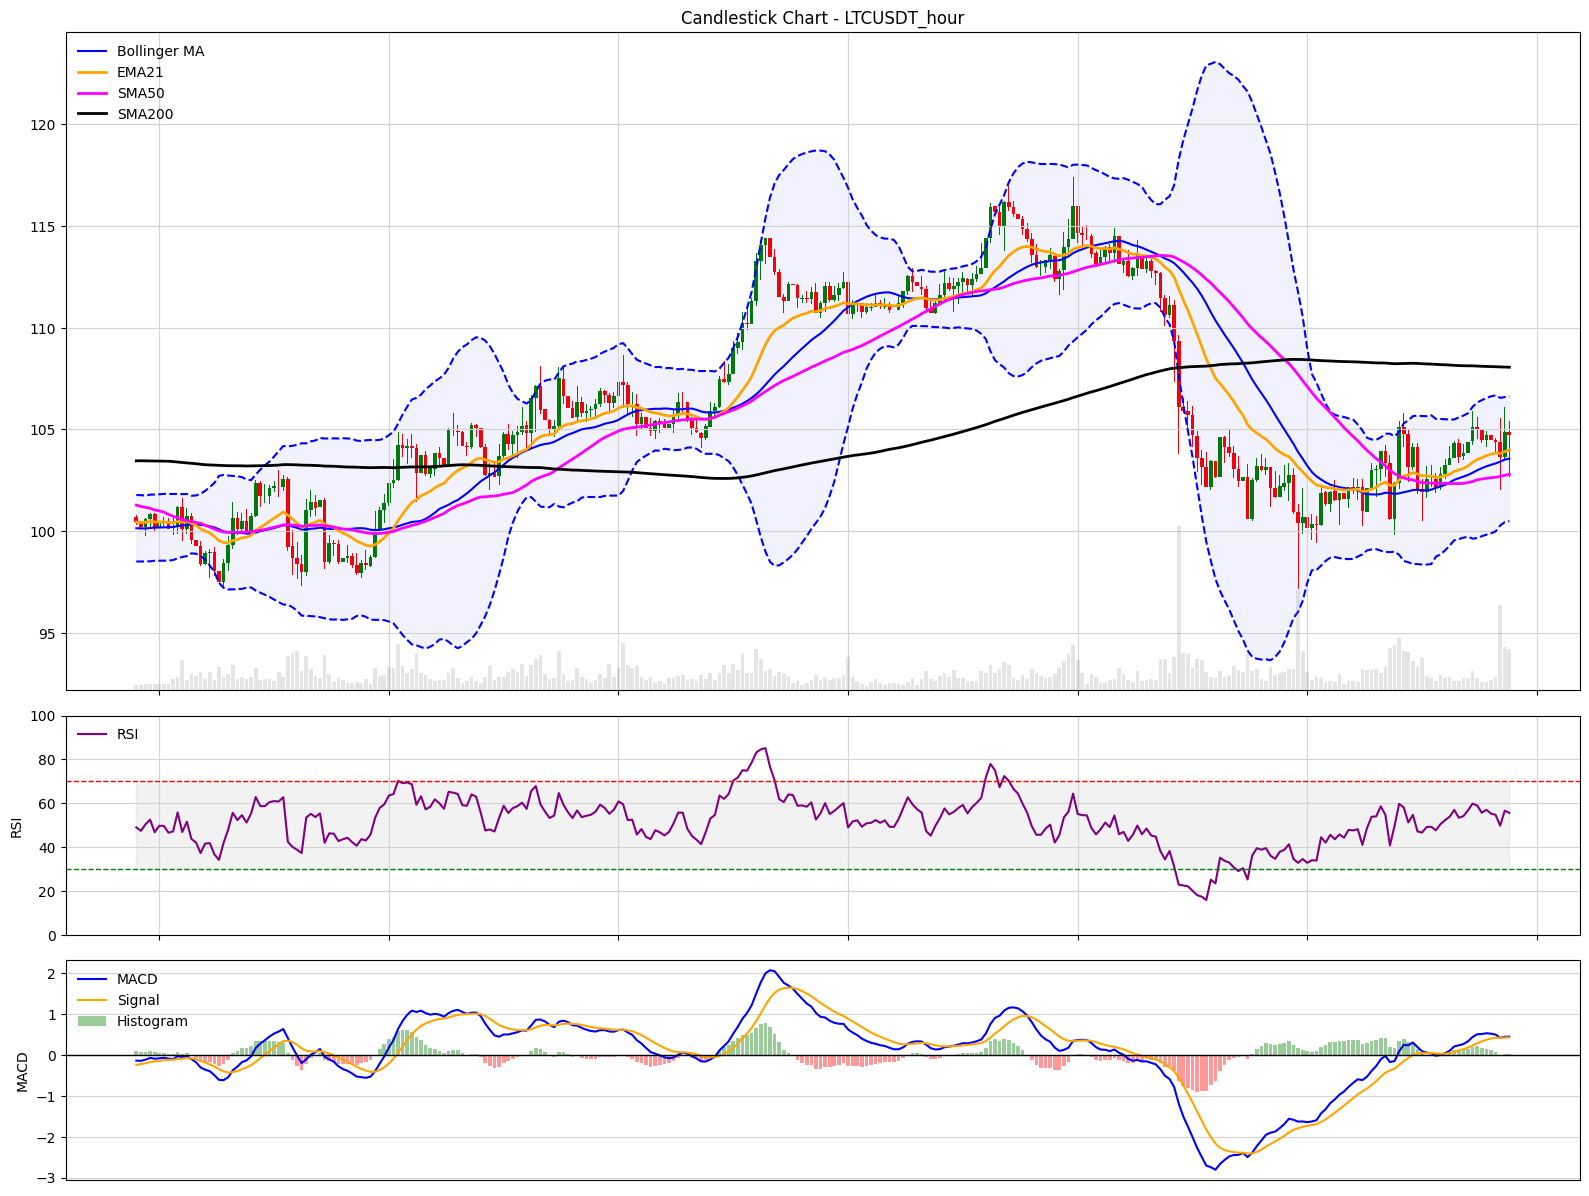 Candlestick Chart - LTCUSDT_hour
Bollinger MA
EMA21
SMA50
SMA200
120
115
110
105
100
95
RSI
100
80
60
40
20
0
RSI
MACD
Signal
Histogram
2
1
0
−1
−2
−3
MACD